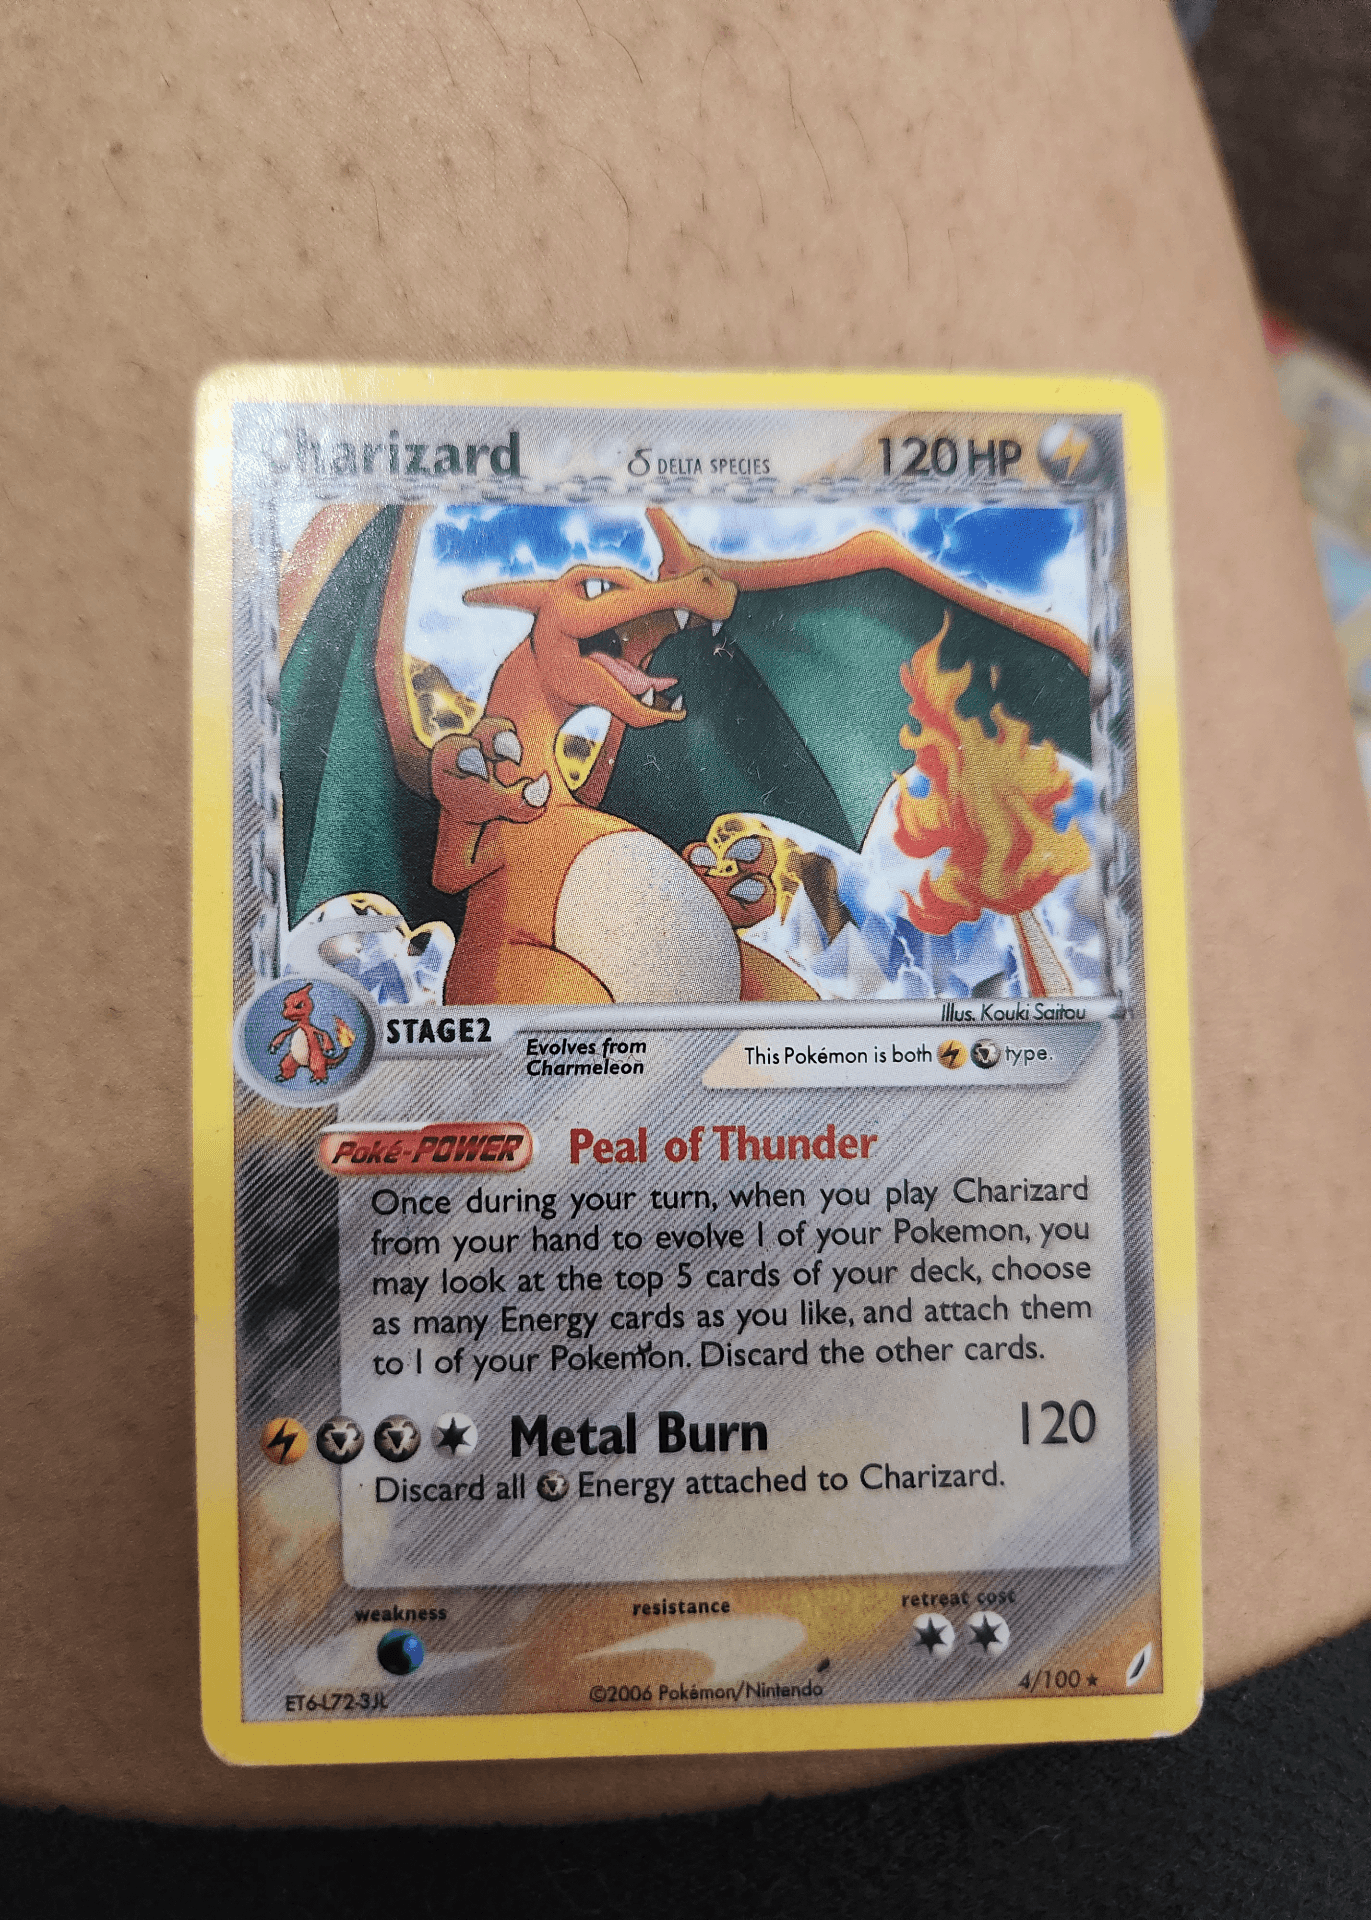 Charizard δ DELTA SPECIES 120 HP
Illus. Kouki Saitou
STAGE2 Evolves from Charmeleon
This Pokémon is both type.
Poké-POWER Peal of Thunder
Once during your turn, when you play Charizard
from your hand to evolve 1 of your Pokemon, you
may look at the top 5 cards of your deck, choose
as many Energy cards as you like, and attach them
to 1 of your Pokemon. Discard the other cards.
Metal Burn 120
Discard all Energy attached to Charizard.
weakness resistance retreat cost
ET6-L72-3JL ©2006 Pokémon/Nintendo 4/100 ★